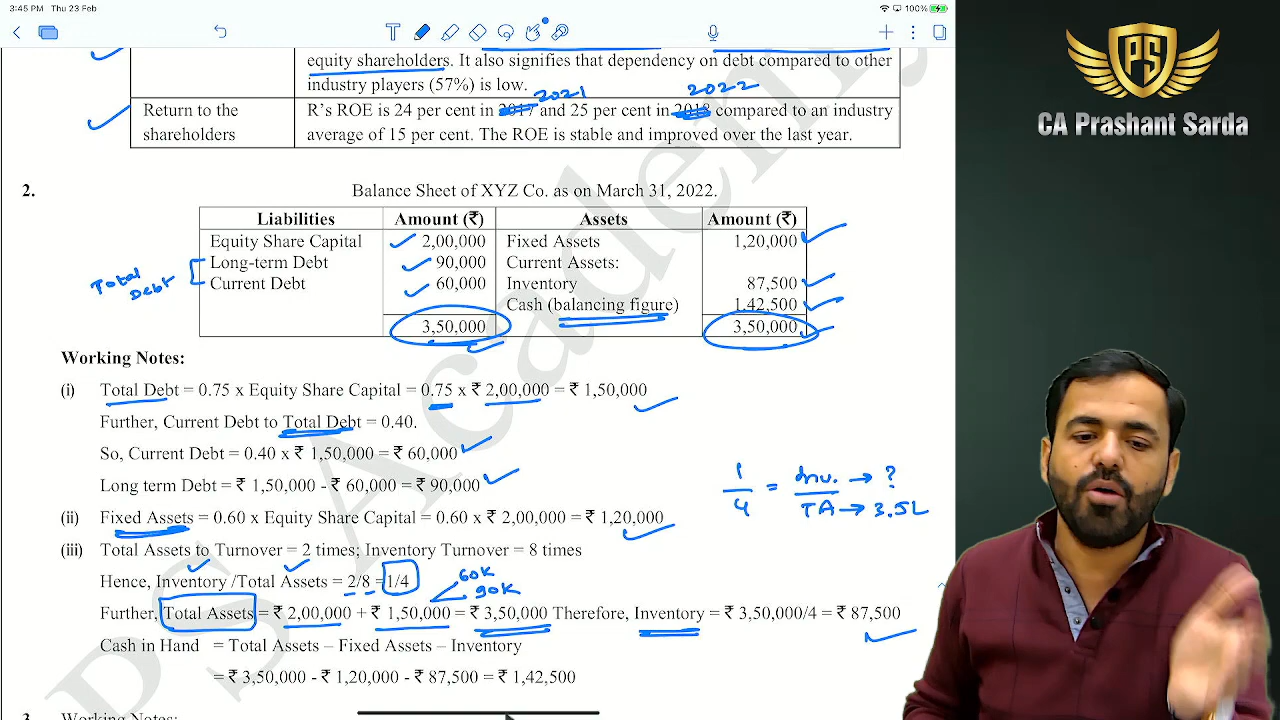 3:45 PM Thu 23 Feb
100%
equity shareholders. It also signifies that dependency on debt compared to other
industry players (57%) is low.
2021 2022
Return to the shareholders
R's ROE is 24 per cent in 2017 and 25 per cent in 2018 compared to an industry
average of 15 per cent. The ROE is stable and improved over the last year.
PS
CA Prashant Sarda
2. Balance Sheet of XYZ Co. as on March 31, 2022.
Liabilities Amount (₹) Assets Amount (₹)
Equity Share Capital 2,00,000 Fixed Assets 1,20,000
Long-term Debt 90,000 Current Assets:
Total Debt
Current Debt 60,000 Inventory 87,500
Cash (balancing figure) 1,42,500
3,50,000 3,50,000
Working Notes:
(i) Total Debt = 0.75 x Equity Share Capital = 0.75 x ₹ 2,00,000 = ₹ 1,50,000
Further, Current Debt to Total Debt = 0.40.
So, Current Debt = 0.40 x ₹ 1,50,000 = ₹ 60,000
Long term Debt = ₹ 1,50,000 - ₹ 60,000 = ₹ 90,000
1/4 = Inv. → ?
TA → 3.5L
(ii) Fixed Assets = 0.60 x Equity Share Capital = 0.60 x ₹ 2,00,000 = ₹ 1,20,000
(iii) Total Assets to Turnover = 2 times; Inventory Turnover = 8 times
Hence, Inventory /Total Assets = 2/8 = 1/4
60K
90K
Further, Total Assets = ₹ 2,00,000 + ₹ 1,50,000 = ₹ 3,50,000 Therefore, Inventory = ₹ 3,50,000/4 = ₹ 87,500
Cash in Hand = Total Assets – Fixed Assets – Inventory
= ₹ 3,50,000 - ₹ 1,20,000 - ₹ 87,500 = ₹ 1,42,500
3. Working Notes:
PS Academy